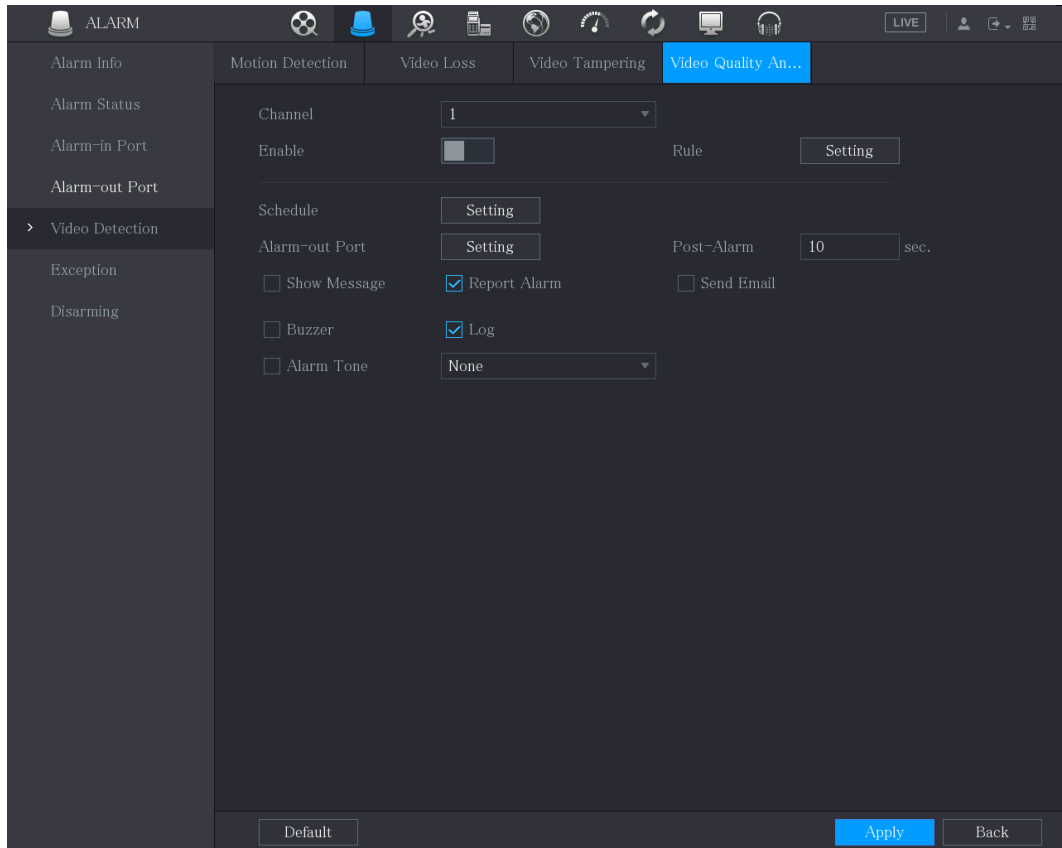 ALARM
LIVE
Alarm Info
Alarm Status
Alarm-in Port
Alarm-out Port
Video Detection
Exception
Disarming
Motion Detection Video Loss Video Tampering Video Quality An...
Channel 1
Enable Rule Setting
Schedule Setting
Alarm-out Port Setting Post-Alarm 10 sec.
Show Message Report Alarm Send Email
Buzzer Log
Alarm Tone None
Default Apply Back